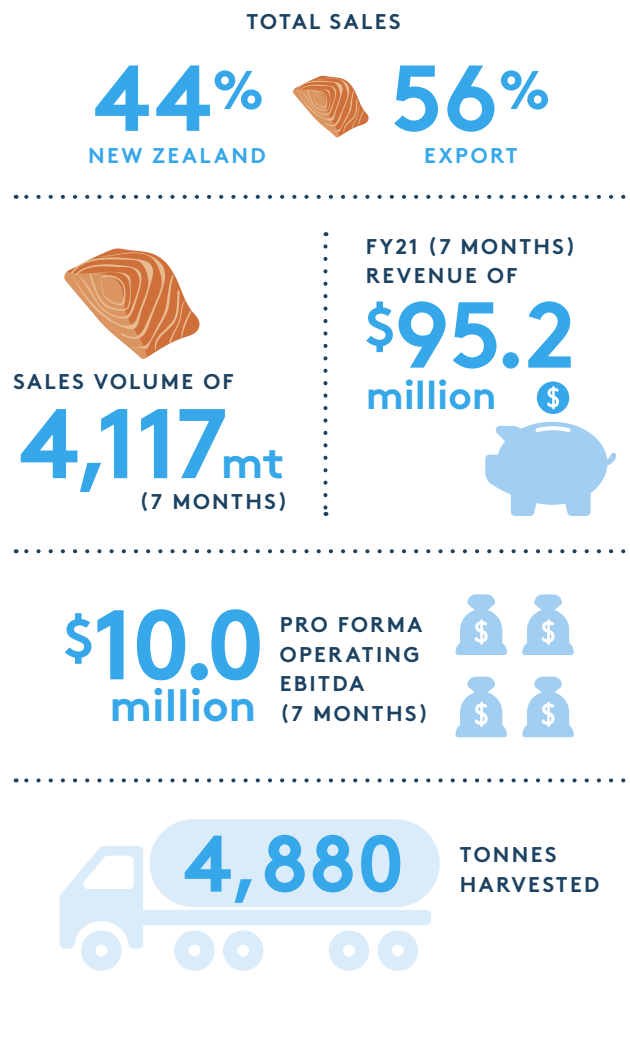 TOTAL SALES
44%
56%
NEW ZEALAND
EXPORT
SALES VOLUME OF
4,117mt
(7 MONTHS)
FY21 (7 MONTHS)
REVENUE OF
$95.2
million
$
$10.0
million
PRO FORMA
OPERATING
EBITDA
(7 MONTHS)
$ $
$ $
4,880
TONNES
HARVESTED